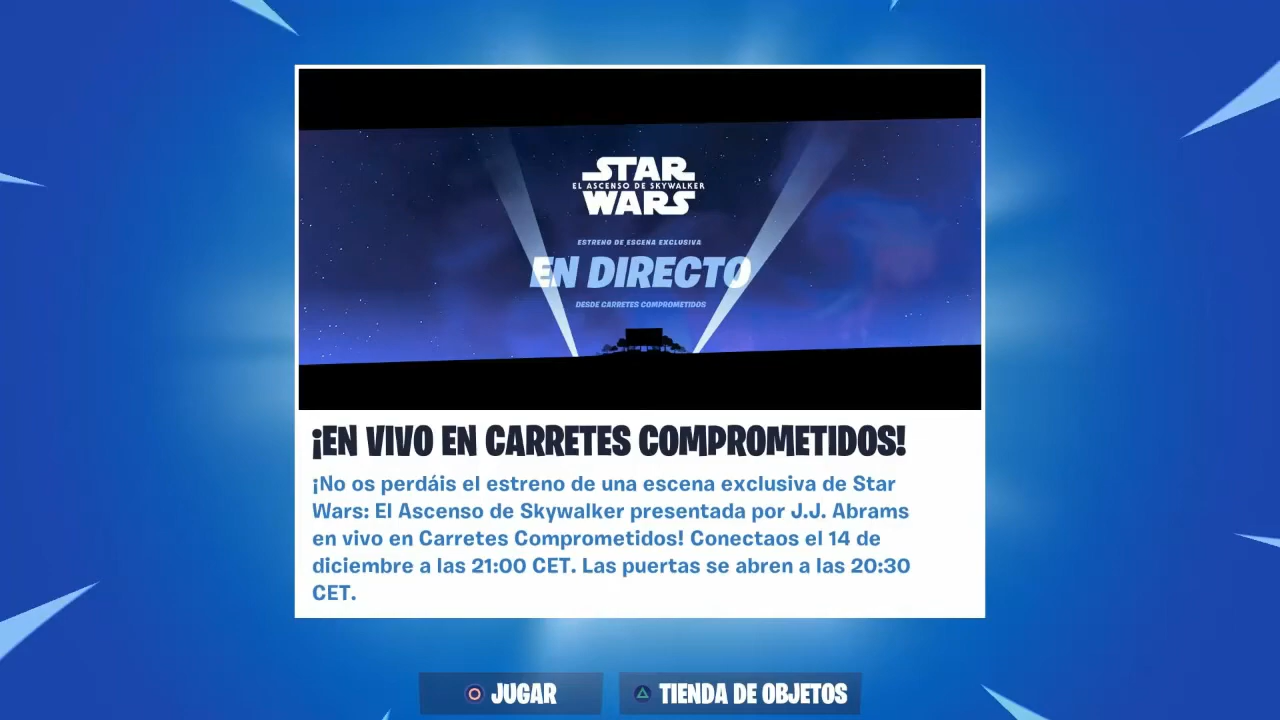 STAR
EL ASCENSO DE SKYWALKER
WARS
ESTRENO DE ESCENA EXCLUSIVA
EN DIRECTO
DESDE CARRETES COMPROMETIDOS
¡EN VIVO EN CARRETES COMPROMETIDOS!
¡No os perdáis el estreno de una escena exclusiva de Star
Wars: El Ascenso de Skywalker presentada por J.J. Abrams
en vivo en Carretes Comprometidos! Conectaos el 14 de
diciembre a las 21:00 CET. Las puertas se abren a las 20:30
CET.
JUGAR
TIENDA DE OBJETOS